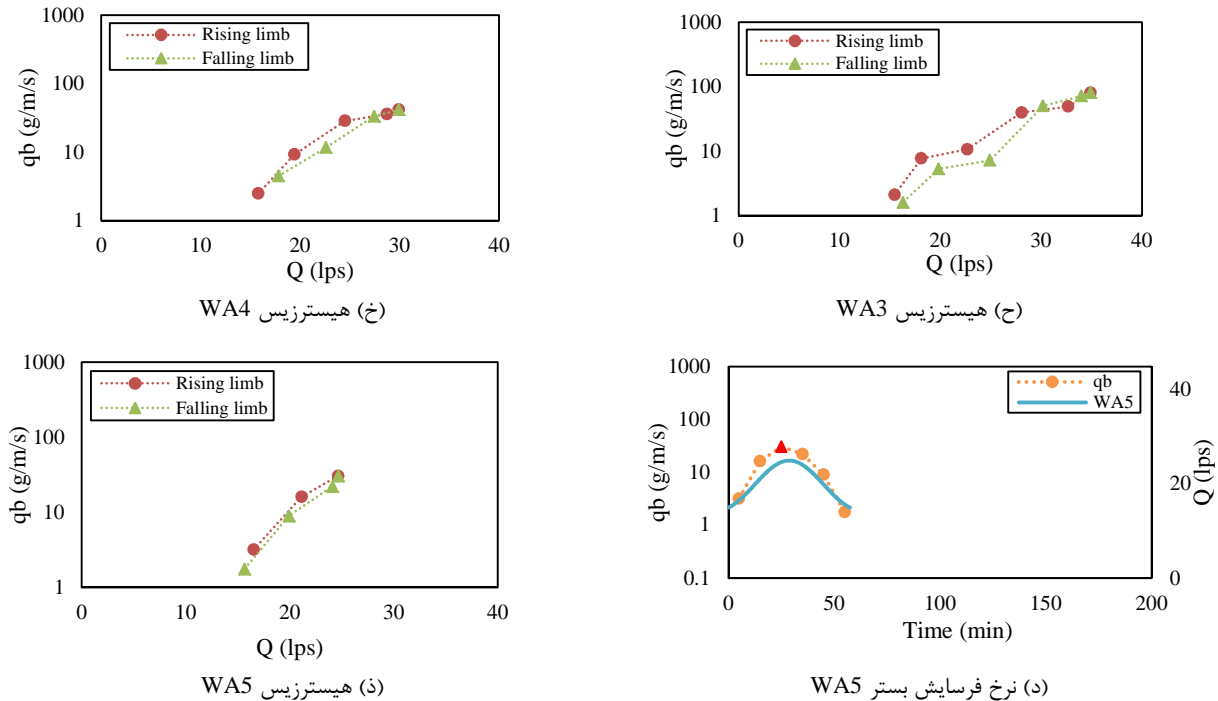 1000
100
10
1
qb (g/m/s)
Rising limb
Falling limb
0 10 20 30 40
Q (lps)
(خ) هیسترزیس WA4
1000
100
10
1
qb (g/m/s)
Rising limb
Falling limb
0 10 20 30 40
Q (lps)
(ح) هیسترزیس WA3
1000
100
10
1
qb (g/m/s)
Rising limb
Falling limb
0 10 20 30 40
Q (lps)
(ذ) هیسترزیس WA5
1000
100
10
1
0.1
qb (g/m/s)
qb
WA5
40
20
0
Q (lps)
0 50 100 150 200
Time (min)
(د) نرخ فرسایش بستر WA5